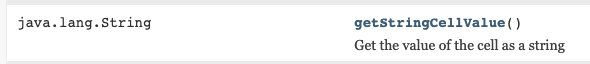 java.lang.String getStringCellValue()
Get the value of the cell as a string